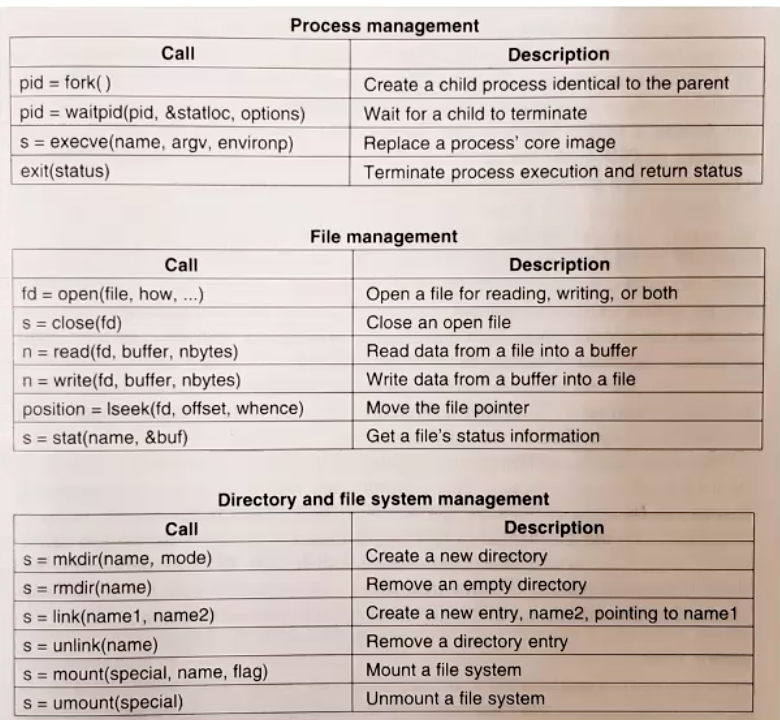 Process management
Call Description
pid = fork( ) Create a child process identical to the parent
pid = waitpid(pid, &statloc, options) Wait for a child to terminate
s = execve(name, argv, environp) Replace a process' core image
exit(status) Terminate process execution and return status
File management
Call Description
fd = open(file, how, ...) Open a file for reading, writing, or both
s = close(fd) Close an open file
n = read(fd, buffer, nbytes) Read data from a file into a buffer
n = write(fd, buffer, nbytes) Write data from a buffer into a file
position = lseek(fd, offset, whence) Move the file pointer
s = stat(name, &buf) Get a file's status information
Directory and file system management
Call Description
s = mkdir(name, mode) Create a new directory
s = rmdir(name) Remove an empty directory
s = link(name1, name2) Create a new entry, name2, pointing to name1
s = unlink(name) Remove a directory entry
s = mount(special, name, flag) Mount a file system
s = umount(special) Unmount a file system